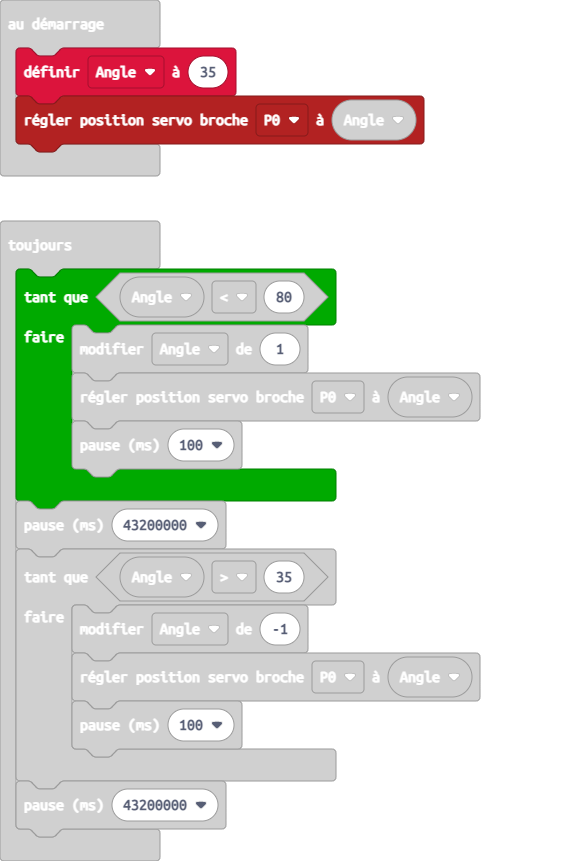 au démarrage
définir Angle à 35
régler position servo broche P0 à Angle
toujours
tant que Angle < 80
faire
modifier Angle de 1
régler position servo broche P0 à Angle
pause (ms) 100
pause (ms) 43200000
tant que Angle > 35
faire
modifier Angle de -1
régler position servo broche P0 à Angle
pause (ms) 100
pause (ms) 43200000